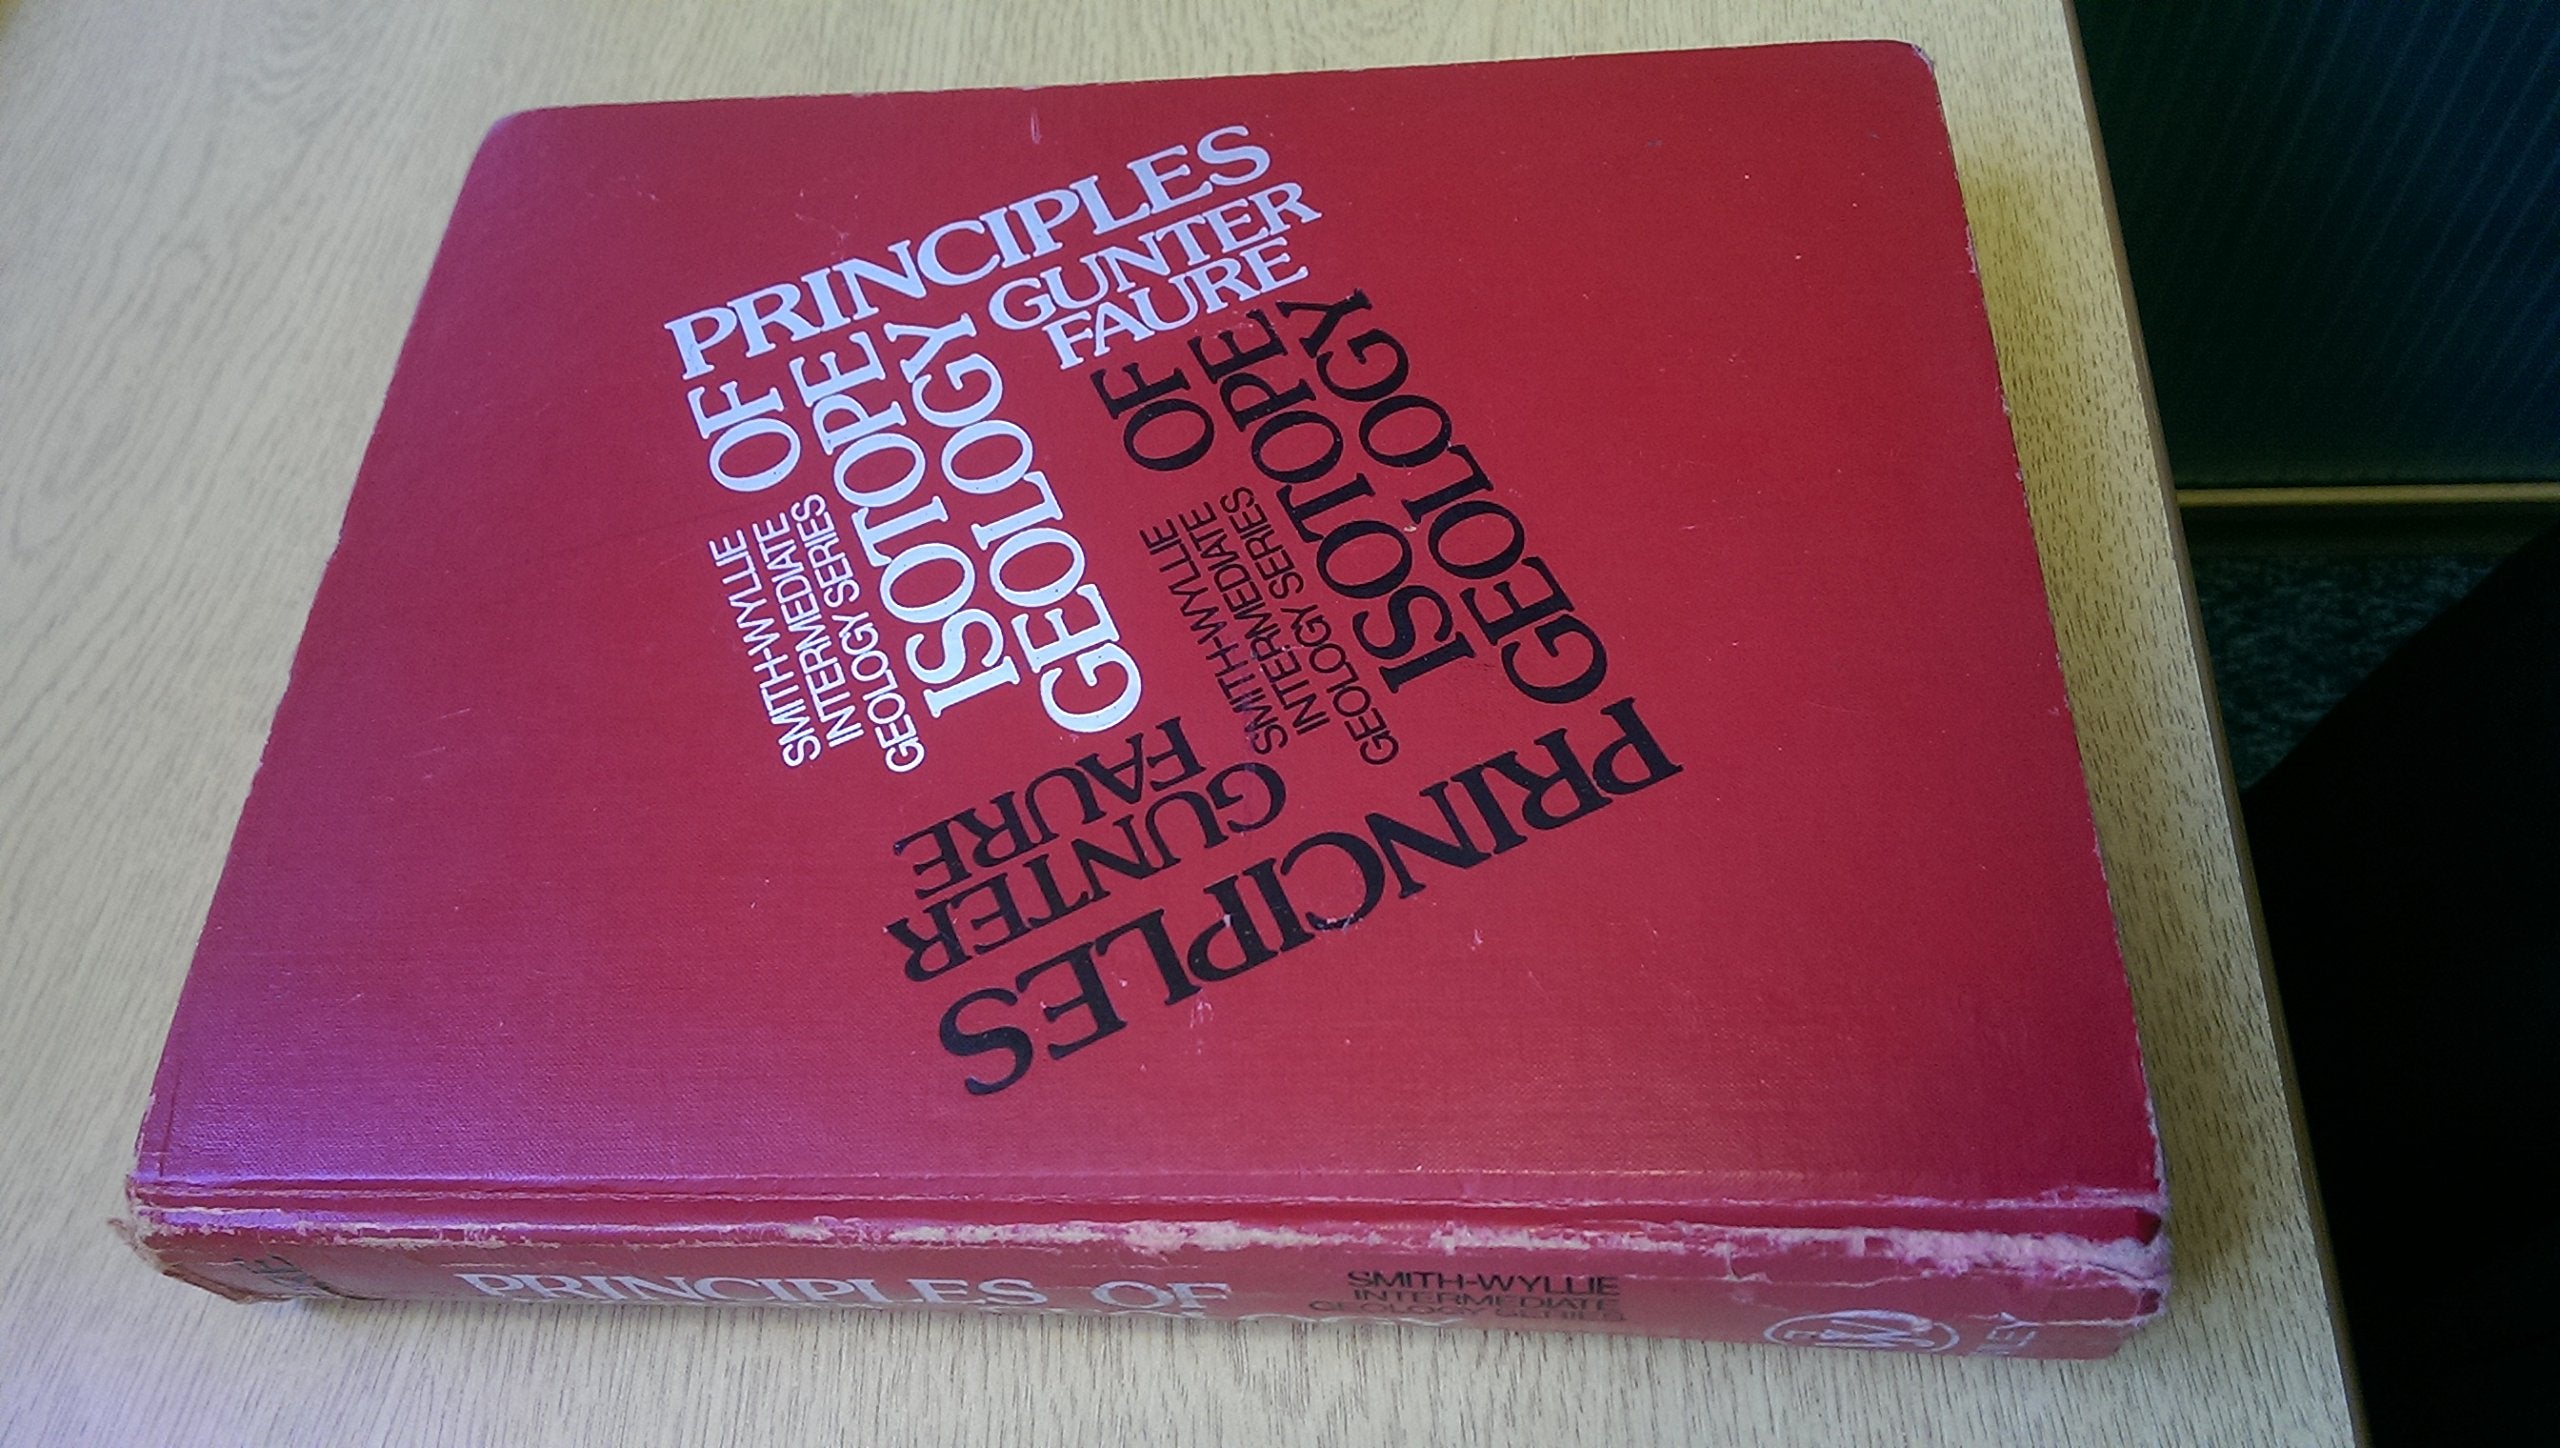 PRINCIPLES
OF
ISOTOPE
GEOLOGY
GUNTER
FAURE
SMITH-WYLLIE
INTERMEDIATE
GEOLOGY SERIES
PRINCIPLES
OF
ISOTOPE
GEOLOGY
GUNTER
FAURE
SMITH-WYLLIE
INTERMEDIATE
GEOLOGY SERIES
PRINCIPLES OF
SMITH-WYLLIE
INTERMEDIATE
GEOLOGY SERIES